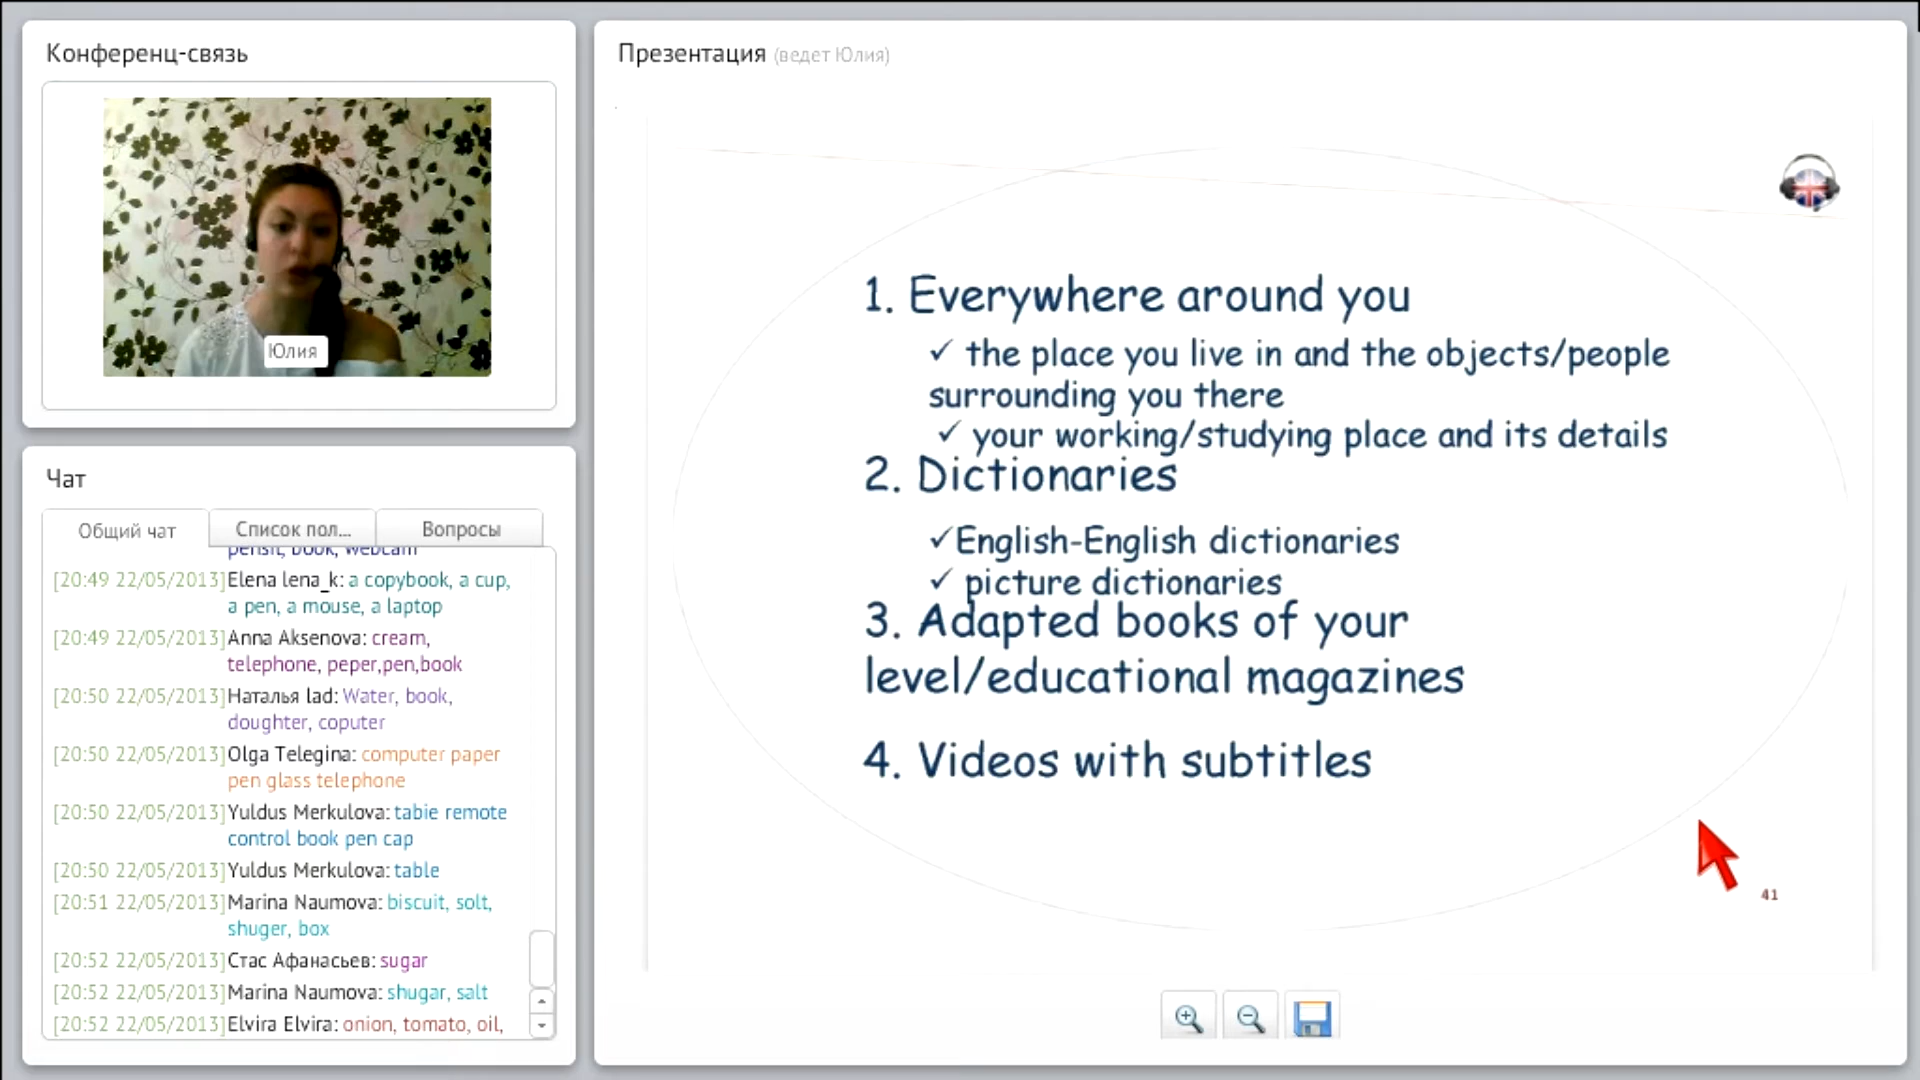 Конференц-связь
Юлия
Чат
Общий чат
Список пол...
Вопросы
pensil, book, webcam
[20:49 22/05/2013]Elena lena_k: a copybook, a cup,
a pen, a mouse, a laptop
[20:49 22/05/2013]Anna Aksenova: cream,
telephone, peper,pen,book
[20:50 22/05/2013]Наталья lad: Water, book,
doughter, coputer
[20:50 22/05/2013]Olga Telegina: computer paper
pen glass telephone
[20:50 22/05/2013]Yuldus Merkulova: tabie remote
control book pen cap
[20:50 22/05/2013]Yuldus Merkulova: table
[20:51 22/05/2013]Marina Naumova: biscuit, solt,
shuger, box
[20:52 22/05/2013]Стас Афанасьев: sugar
[20:52 22/05/2013]Marina Naumova: shugar, salt
[20:52 22/05/2013]Elvira Elvira: onion, tomato, oil,
Презентация (ведет Юлия)
1. Everywhere around you
✓ the place you live in and the objects/people
surrounding you there
✓ your working/studying place and its details
2. Dictionaries
✓English-English dictionaries
✓ picture dictionaries
3. Adapted books of your
level/educational magazines
4. Videos with subtitles
41